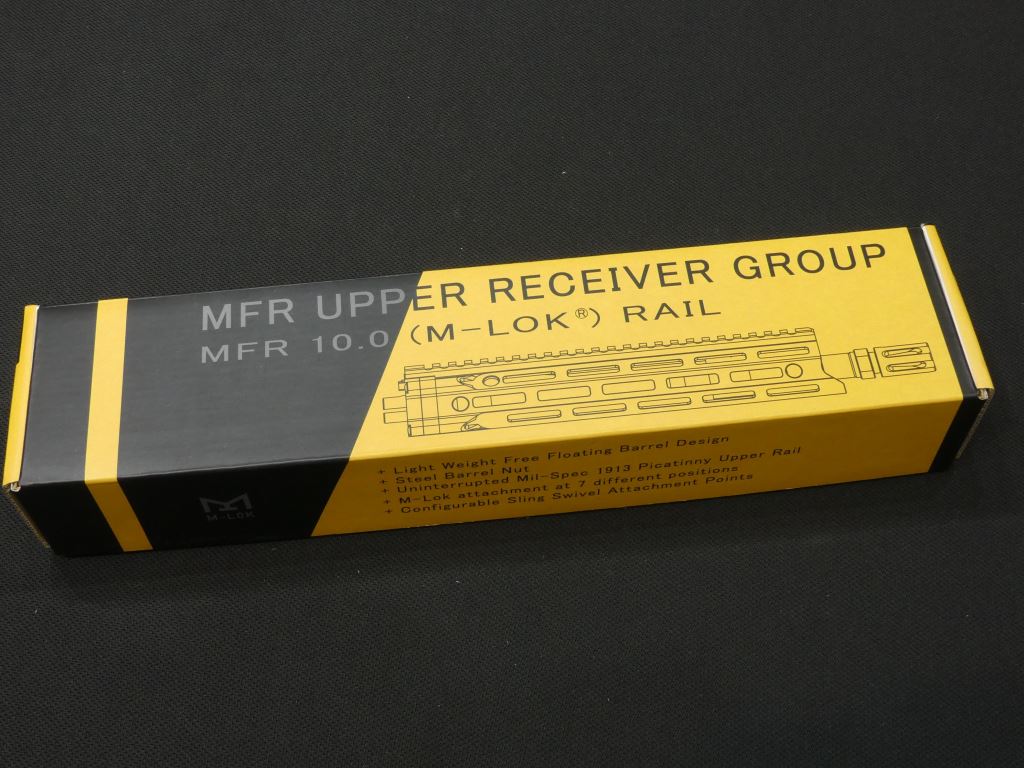 MFR UPPER RECEIVER GROUP
MFR 10.0 (M-LOK®) RAIL
+ Light Weight Free Floating Barrel Design
+ Steel Barrel Nut
+ Uninterrupted Mil-Spec 1913 Picatinny Upper Rail
+ M-Lok attachment at 7 different positions
+ Configurable Sling Swivel Attachment Points
M-LOK